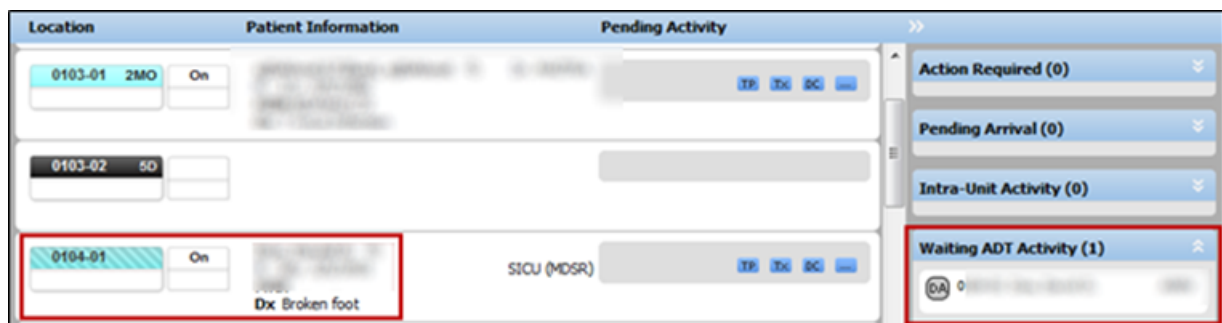 Location Patient Information Pending Activity »
0103-01 2MO On TP Tx DC ... Action Required (0)
Pending Arrival (0)
0103-02 5D
Intra-Unit Activity (0)
0104-01 On SICU (MDSR) TP Tx DC ... Waiting ADT Activity (1)
DA
Dx Broken foot